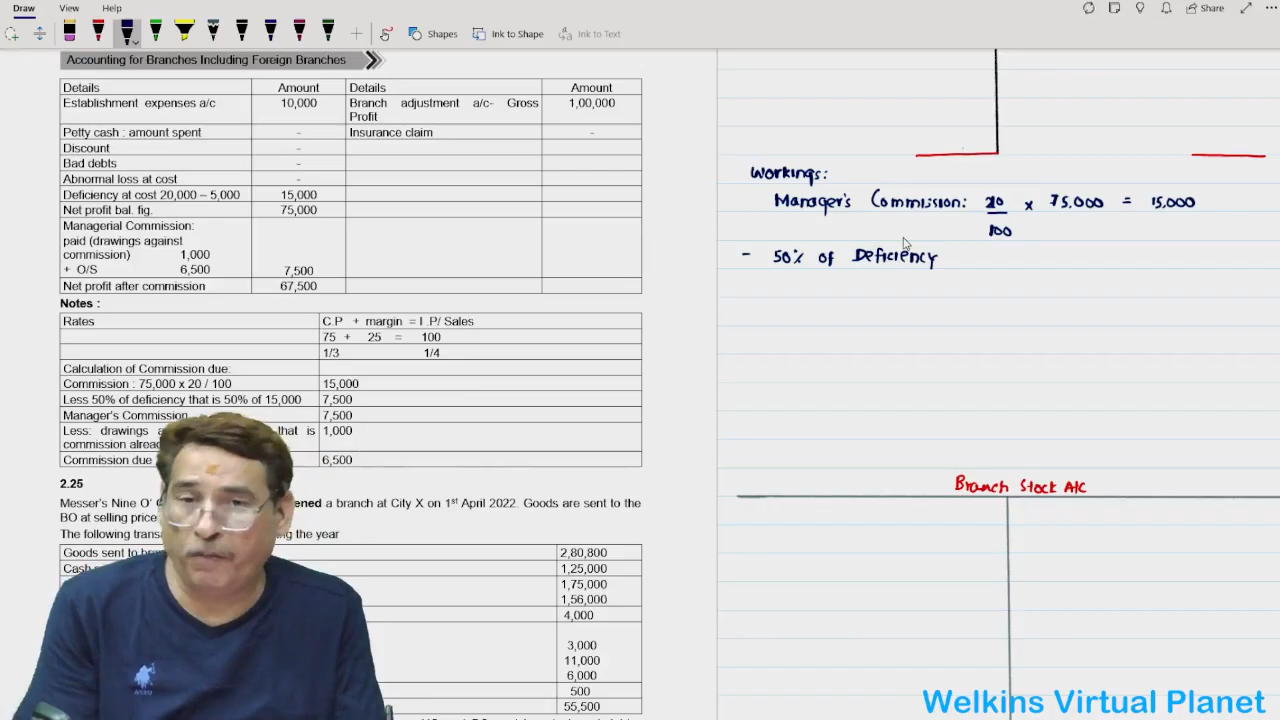 Draw View Help
Share
Shapes Ink to Shape Ink to Text
Accounting for Branches Including Foreign Branches
Details Amount Details Amount
Establishment expenses a/c 10,000 Branch adjustment a/c- Gross Profit 1,00,000
Petty cash : amount spent - Insurance claim -
Discount -
Bad debts -
Abnormal loss at cost -
Deficiency at cost 20,000 – 5,000 15,000
Net profit bal. fig. 75,000
Managerial Commission:
paid (drawings against
commission) 1,000
+ O/S 6,500 7,500
Net profit after commission 67,500
Notes :
Rates C.P + margin = I .P/ Sales
75 + 25 = 100
1/3 1/4
Calculation of Commission due:
Commission : 75,000 x 20 / 100 15,000
Less 50% of deficiency that is 50% of 15,000 7,500
Manager's Commission 7,500
Less: drawings that is 1,000
commission
Commission due 6,500
2.25
Messer's Nine O' opened a branch at City X on 1st April 2022. Goods are sent to the
BO at selling price
The following the year
Goods sent to 2,80,800
1,25,000
1,75,000
1,56,000
4,000
3,000
11,000
6,000
500
55,500
Workings:
Manager's Commission: 20/100 x 75,000 = 15,000
- 50% of Deficiency
Branch Stock A/c
Welkins Virtual Planet